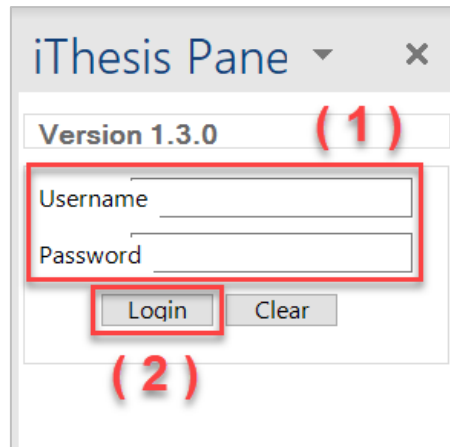 iThesis Pane
Version 1.3.0
( 1 )
Username
Password
Login Clear
( 2 )